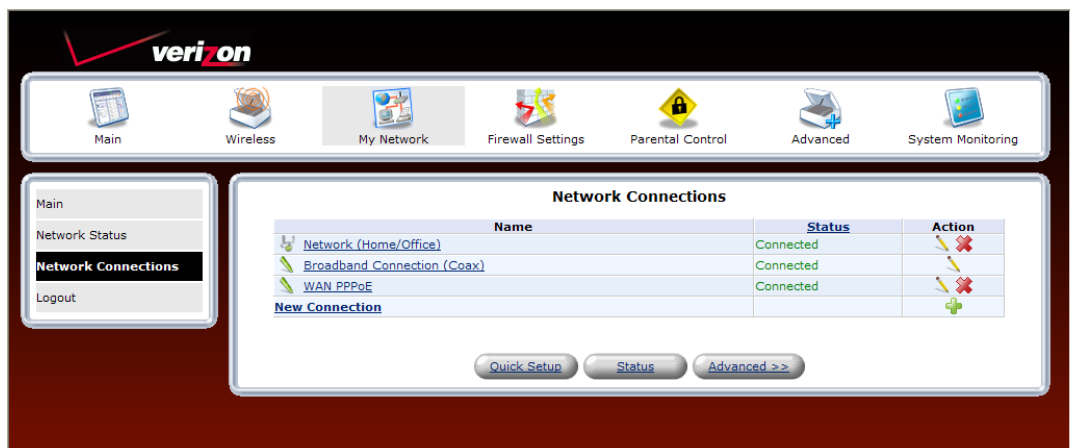 verizon
Main Wireless My Network Firewall Settings Parental Control Advanced System Monitoring
Main
Network Status
Network Connections
Logout
Network Connections
Name Status Action
Network (Home/Office) Connected
Broadband Connection (Coax) Connected
WAN PPPoE Connected
New Connection
Quick Setup Status Advanced >>